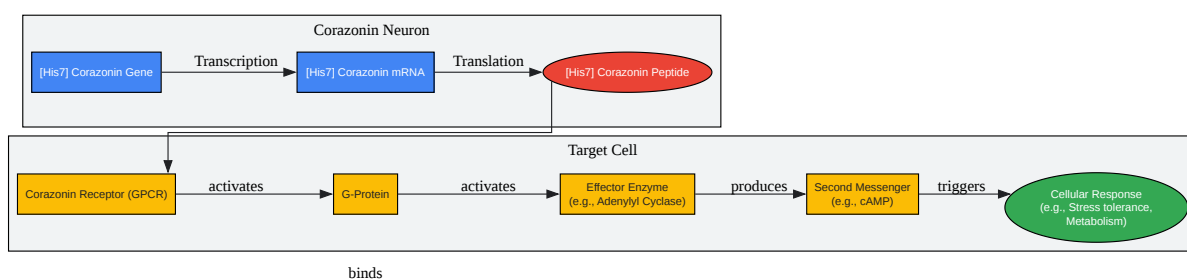 Corazonin Neuron
[His7] Corazonin Gene
Transcription
[His7] Corazonin mRNA
Translation
[His7] Corazonin Peptide
Target Cell
Corazonin Receptor (GPCR)
activates
G-Protein
activates
Effector Enzyme
(e.g., Adenylyl Cyclase)
produces
Second Messenger
(e.g., cAMP)
triggers
Cellular Response
(e.g., Stress tolerance,
Metabolism)
binds